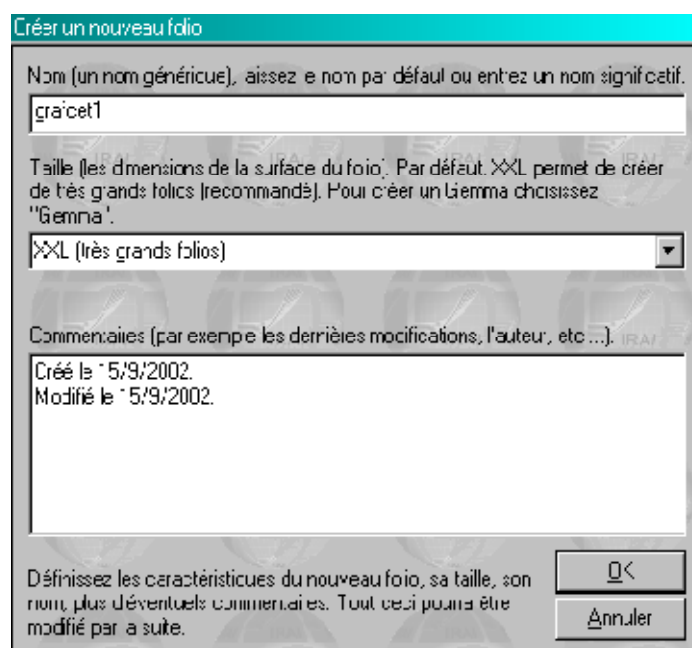 Créer un nouveau folio
Nom (un nom générique), laissez le nom par défaut ou entrez un nom significatif.
grafcet1
Taille (les dimensions de la surface du folio). Par défaut XXL permet de créer
de très grands folios (recommandé). Pour créer un Gemma choisissez
"Gemma".
XXL (très grands folios)
Commentaires (par exemple les dernières modifications, l'auteur, etc ...).
Créé le 15/9/2002.
Modifié le 15/9/2002.
Définissez les caractéristiques du nouveau folio, sa taille, son
nom, plus d'éventuels commentaires. Tout ceci pourra être
modifié par la suite.
OK
Annuler